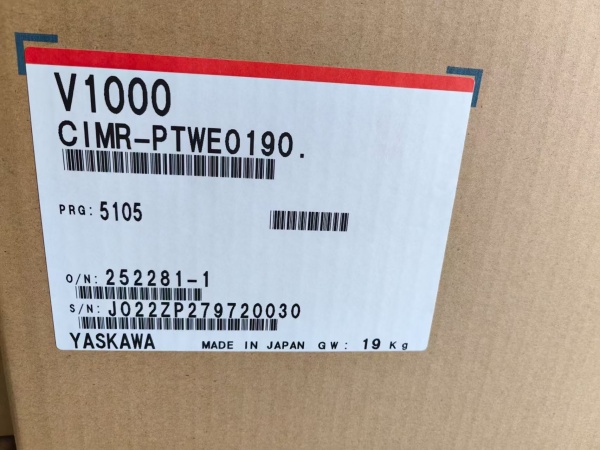 V1000
CIMR-PTWE0190.
PRG: 5105
O/N: 252281-1
S/N: J022ZP279720030
YASKAWA MADE IN JAPAN GW: 19 Kg